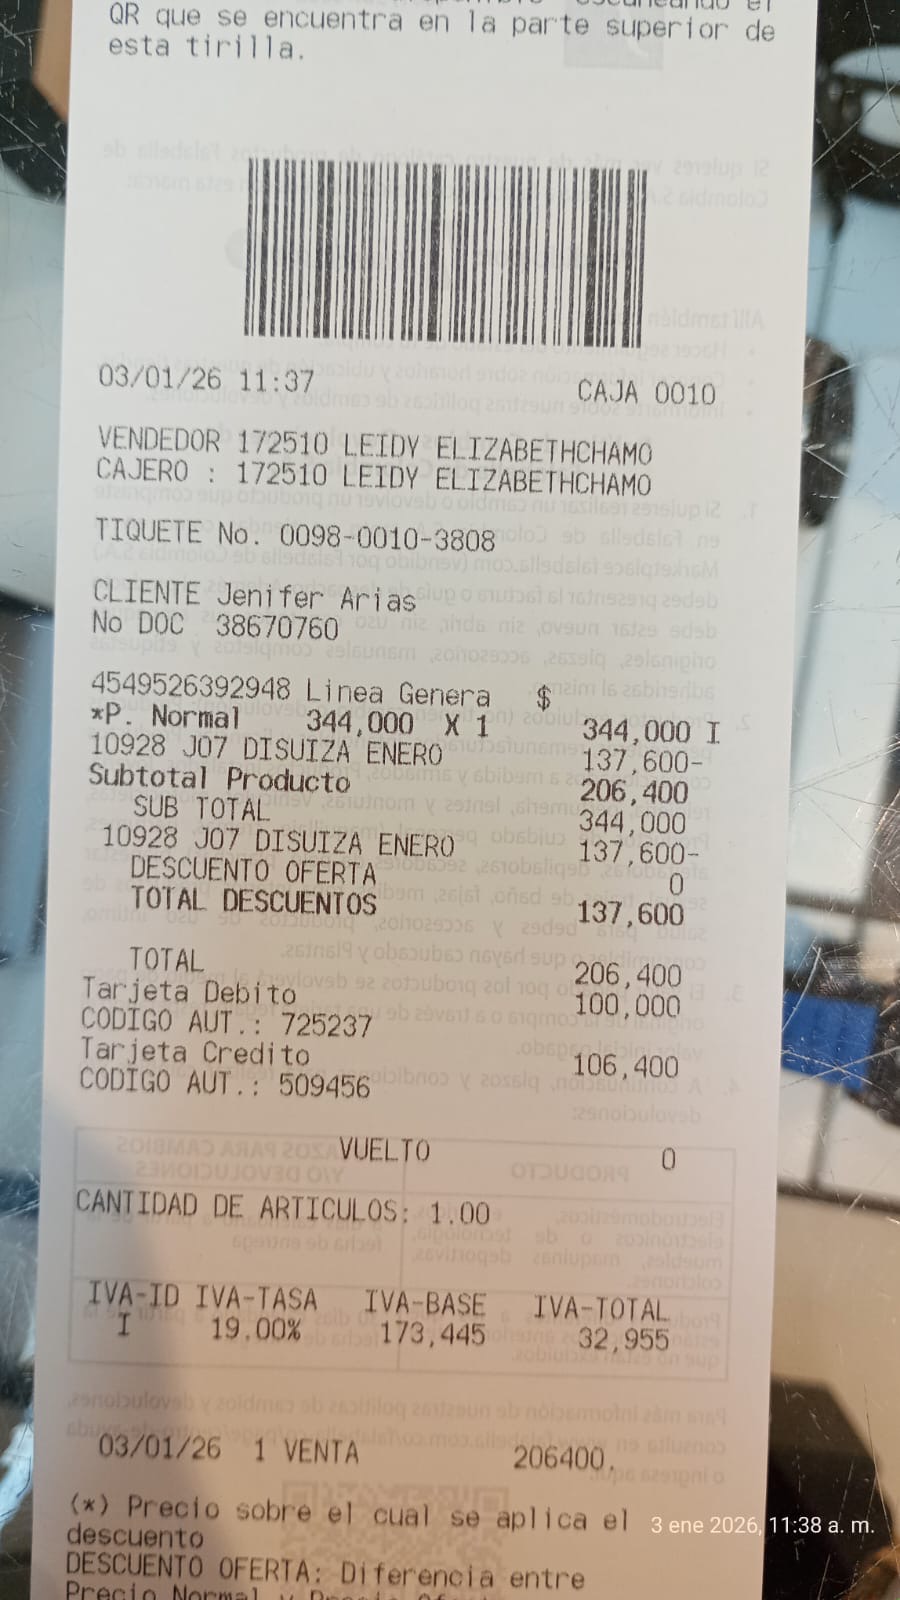 QR que se encuentra en la parte superior de
esta tirilla.
03/01/26 11:37 CAJA 0010
VENDEDOR 172510 LEIDY ELIZABETHCHAMO
CAJERO : 172510 LEIDY ELIZABETHCHAMO
TIQUETE No. 0098-0010-3808
CLIENTE Jenifer Arias
No DOC 38670760
4549526392948 Linea Genera $
*P. Normal 344,000 X 1 344,000 I
10928 J07 DISUIZA ENERO 137,600-
Subtotal Producto 206,400
SUB TOTAL 344,000
10928 J07 DISUIZA ENERO 137,600-
DESCUENTO OFERTA 0
TOTAL DESCUENTOS 137,600
TOTAL 206,400
Tarjeta Debito 100,000
CODIGO AUT.: 725237
Tarjeta Credito 106,400
CODIGO AUT.: 509456
VUELTO 0
CANTIDAD DE ARTICULOS: 1.00
IVA-ID IVA-TASA IVA-BASE IVA-TOTAL
I 19.00% 173,445 32,955
03/01/26 1 VENTA 206400.
(*) Precio sobre el cual se aplica el
descuento
DESCUENTO OFERTA: Diferencia entre
Precio Normal y Precio Oferta
3 ene 2026, 11:38 a. m.